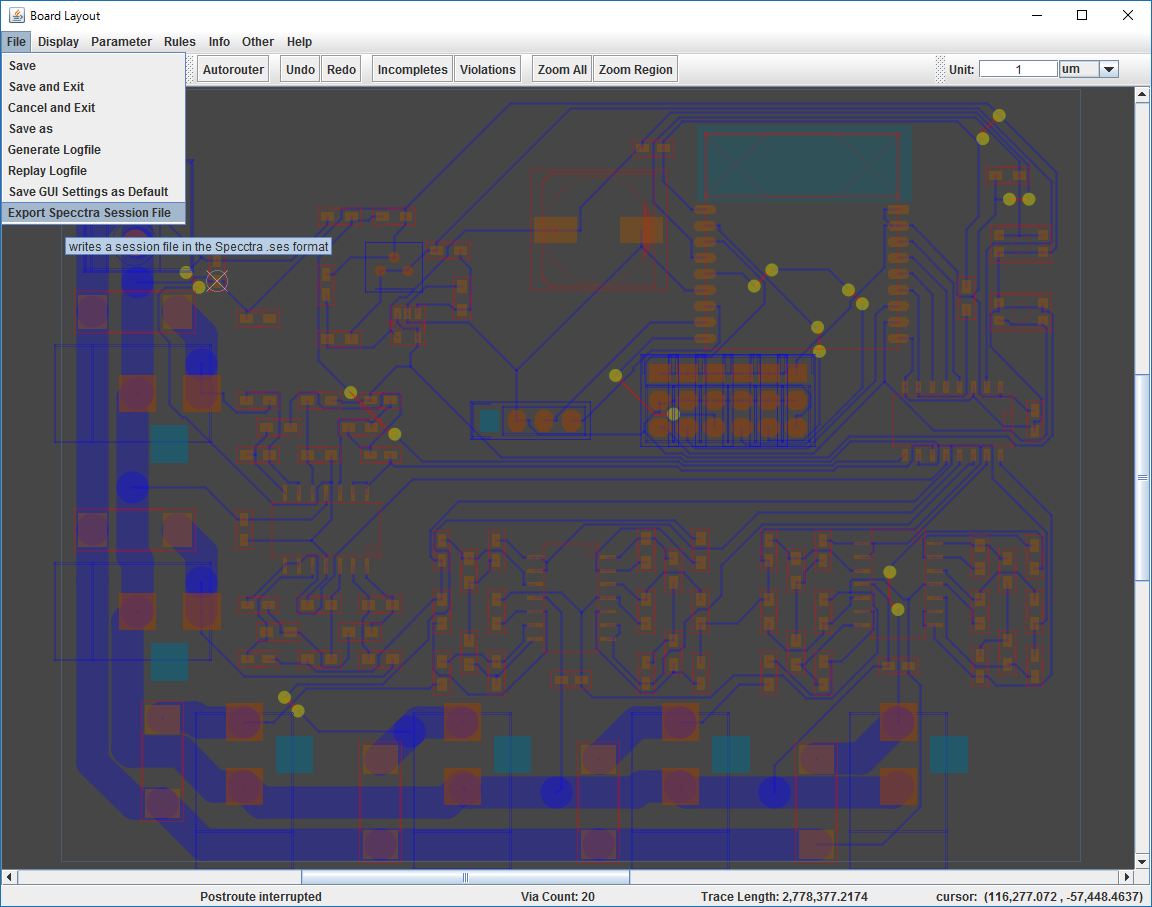 Board Layout
File Display Parameter Rules Info Other Help
Autorouter Undo Redo Incompletes Violations Zoom All Zoom Region Unit: 1 um
Save
Save and Exit
Cancel and Exit
Save as
Generate Logfile
Replay Logfile
Save GUI Settings as Default
Export Specctra Session File
writes a session file in the Specctra .ses format
Postroute interrupted Via Count: 20 Trace Length: 2,778,377.2174 cursor: (116,277.072 , -57,448.4637)